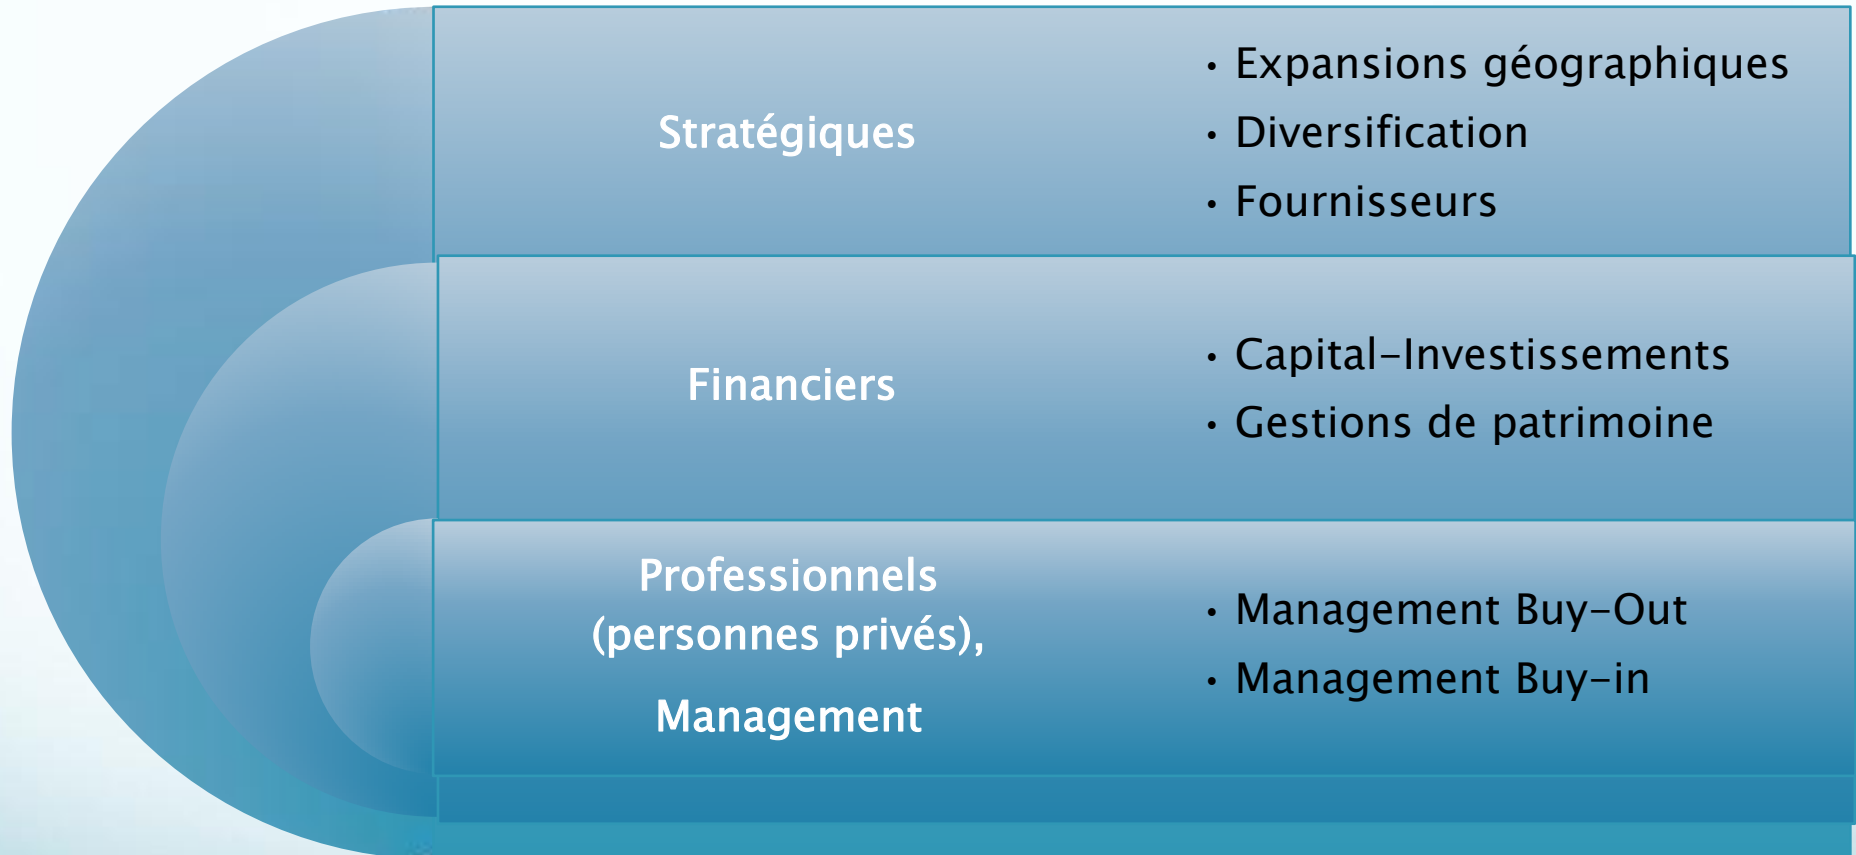 Stratégiques
• Expansions géographiques
• Diversification
• Fournisseurs
Financiers
• Capital-Investissements
• Gestions de patrimoine
Professionnels
(personnes privés),
Management
• Management Buy-Out
• Management Buy-in